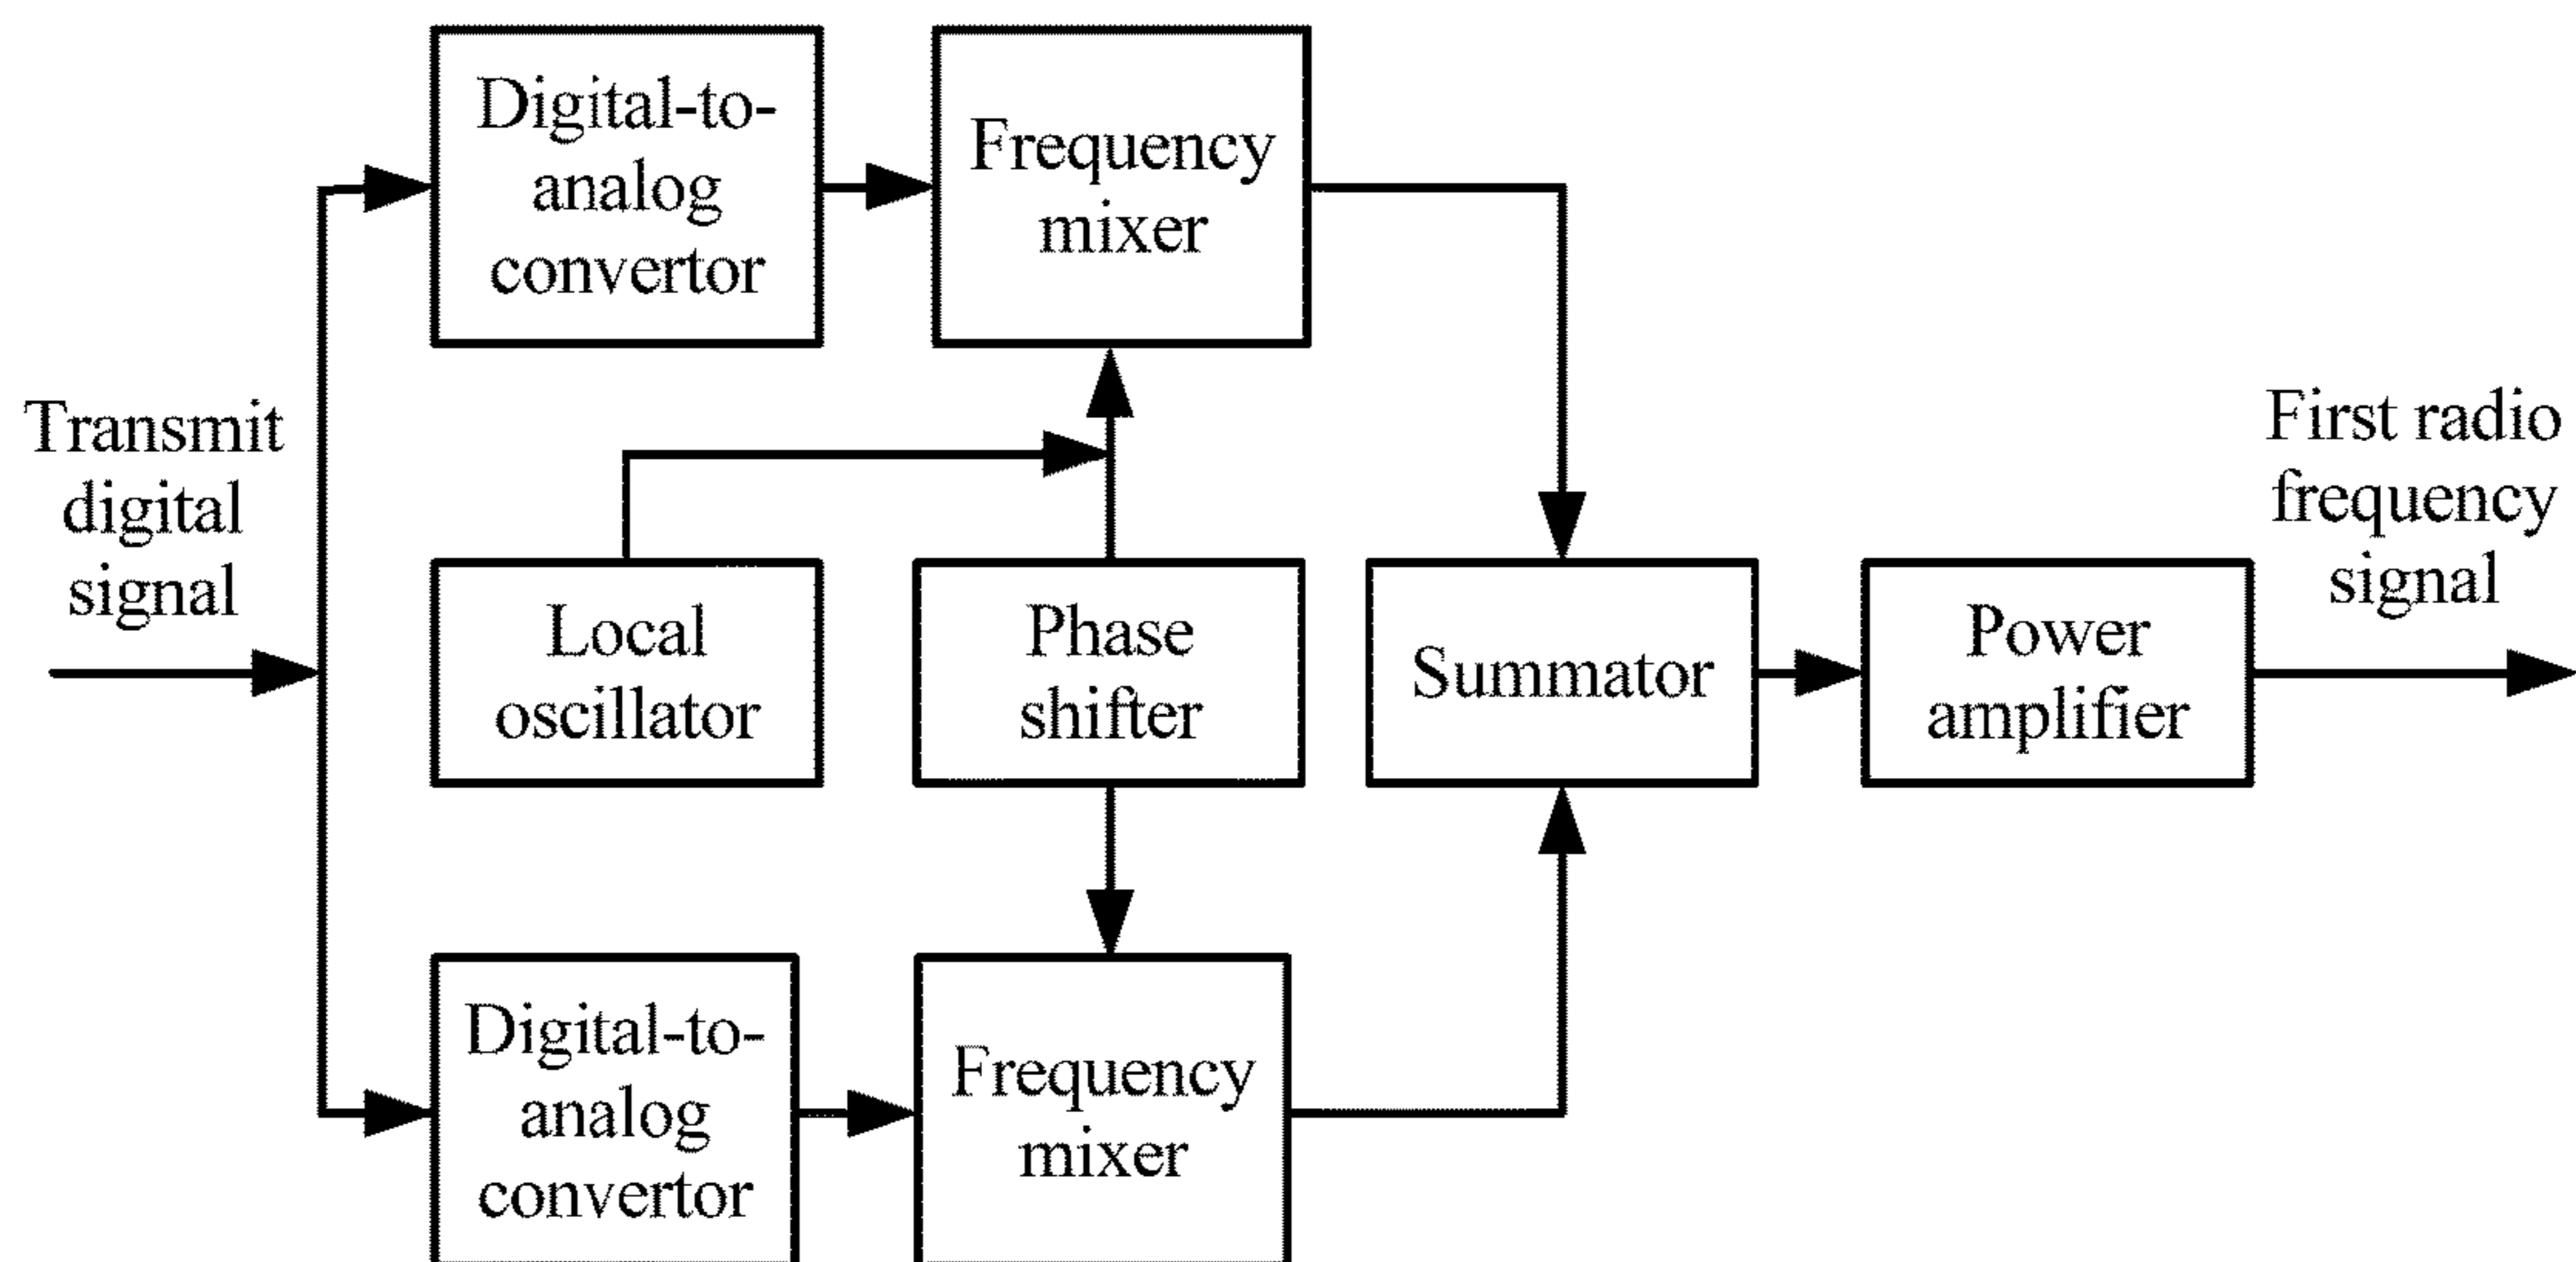 Digital-to-
analog
convertor
Frequency
mixer
Transmit
digital
signal
First radio
frequency
signal
Local
oscillator
Phase
shifter
Summator
Power
amplifier
Digital-to-
analog
convertor
Frequency
mixer